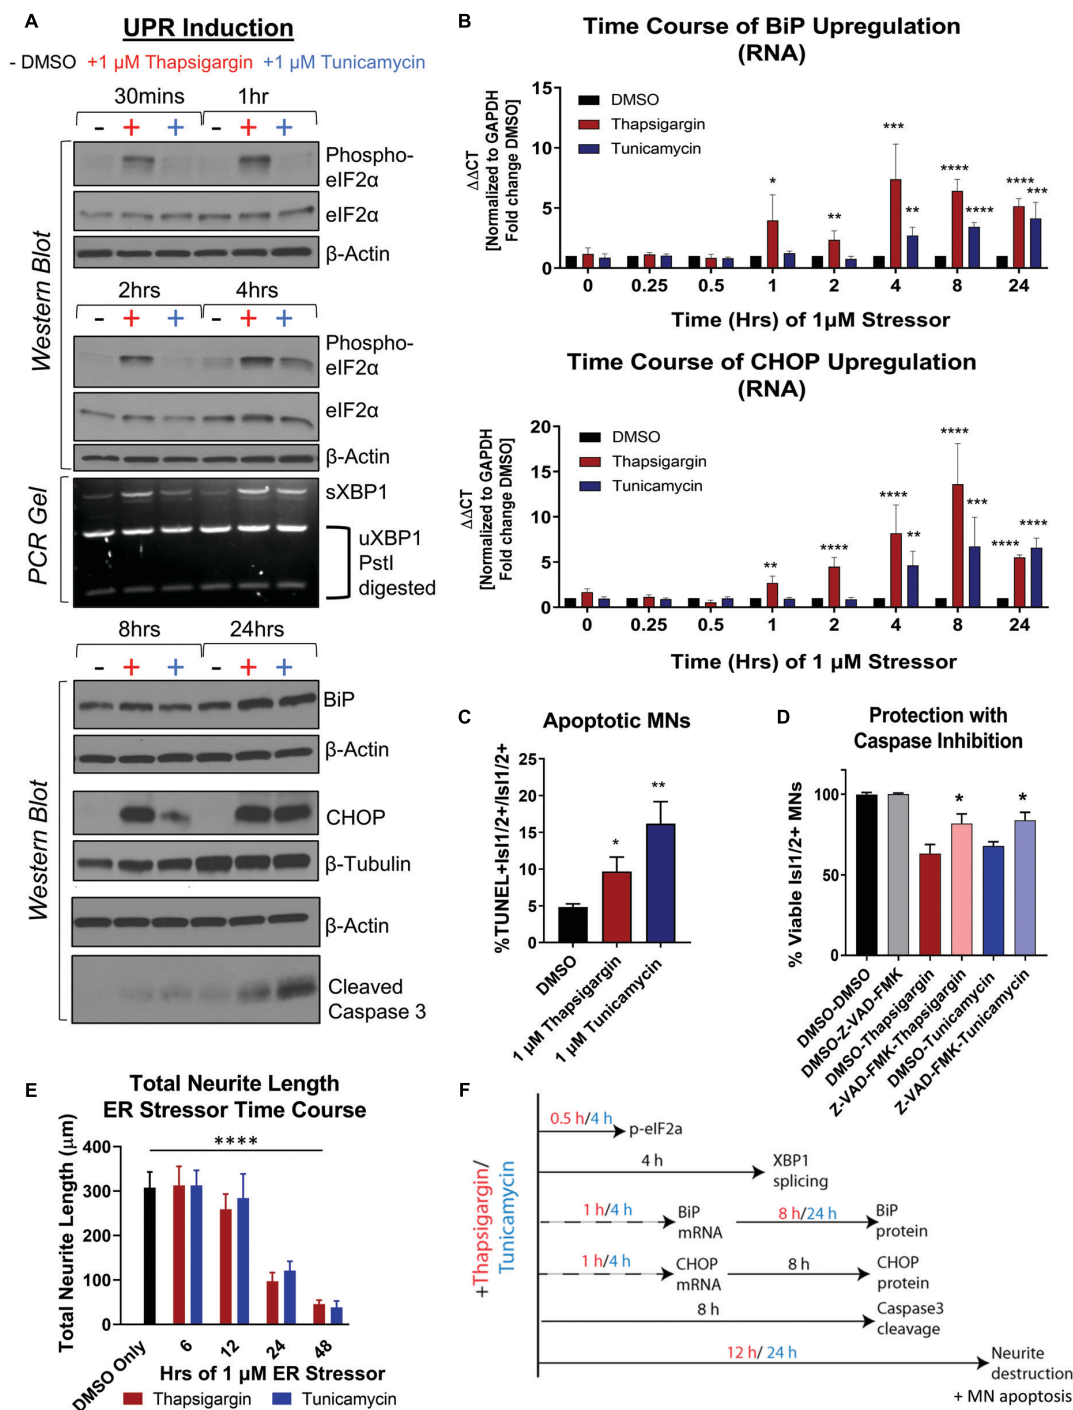 A
UPR Induction
- DMSO +1 µM Thapsigargin +1 µM Tunicamycin
30mins 1hr
- + + - + +
Western Blot
Phospho-
eIF2α
eIF2α
β-Actin
2hrs 4hrs
- + + - + +
Phospho-
eIF2α
eIF2α
β-Actin
PCR Gel
sXBP1
uXBP1
PstI
digested
8hrs 24hrs
- + + - + +
Western Blot
BiP
β-Actin
CHOP
β-Tubulin
β-Actin
Cleaved
Caspase 3
B
Time Course of BiP Upregulation
(RNA)
ΔΔCT
[Normalized to GAPDH
Fold change DMSO]
15
10
5
0
DMSO
Thapsigargin
Tunicamycin
* ** *** ** **** **** **** ***
0 0.25 0.5 1 2 4 8 24
Time (Hrs) of 1µM Stressor
Time Course of CHOP Upregulation
(RNA)
ΔΔCT
[Normalized to GAPDH
Fold change DMSO]
20
15
10
5
0
DMSO
Thapsigargin
Tunicamycin
** **** **** ** **** *** **** ****
0 0.25 0.5 1 2 4 8 24
Time (Hrs) of 1 µM Stressor
C
Apoptotic MNs
%TUNEL+Isl1/2+/Isl1/2+
25
20
15
10
5
0
* **
DMSO
1 µM Thapsigargin
1 µM Tunicamycin
D
Protection with
Caspase Inhibition
% Viable Isl1/2+ MNs
100
50
0
* *
DMSO-DMSO
DMSO-Z-VAD-FMK
DMSO-Thapsigargin
Z-VAD-FMK-Thapsigargin
DMSO-Tunicamycin
Z-VAD-FMK-Tunicamycin
E
Total Neurite Length
ER Stressor Time Course
Total Neurite Length (µm)
400
300
200
100
0
****
DMSO Only 6 12 24 48
Hrs of 1 µM ER Stressor
Thapsigargin Tunicamycin
F
+Thapsigargin/
Tunicamycin
0.5 h/4 h
p-eIF2a
4 h
XBP1
splicing
1 h/4 h
BiP
mRNA
8 h/24 h
BiP
protein
1 h/4 h
CHOP
mRNA
8 h
CHOP
protein
8 h
Caspase3
cleavage
12 h/ 24 h
Neurite
destruction
+ MN apoptosis